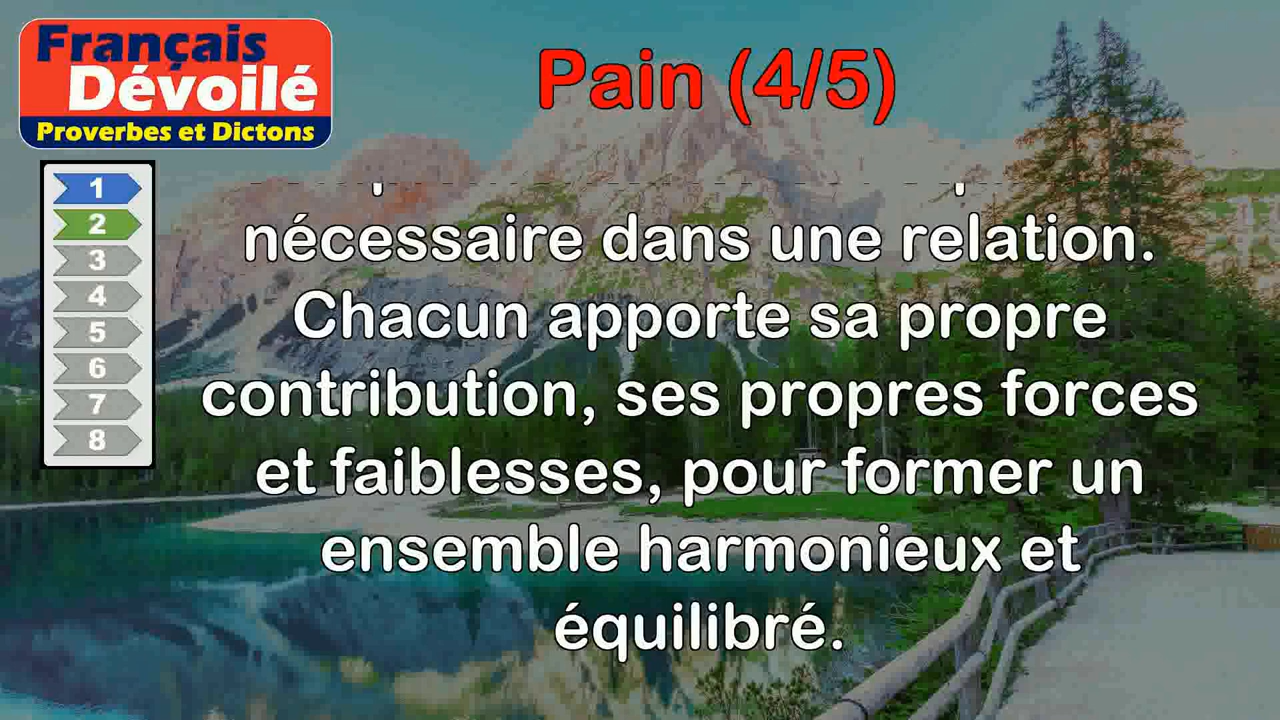 Français
Dévoilé
Proverbes et Dictons
Pain (4/5)
1
2
3
4
5
6
7
8
nécessaire dans une relation.
Chacun apporte sa propre
contribution, ses propres forces
et faiblesses, pour former un
ensemble harmonieux et
équilibré.